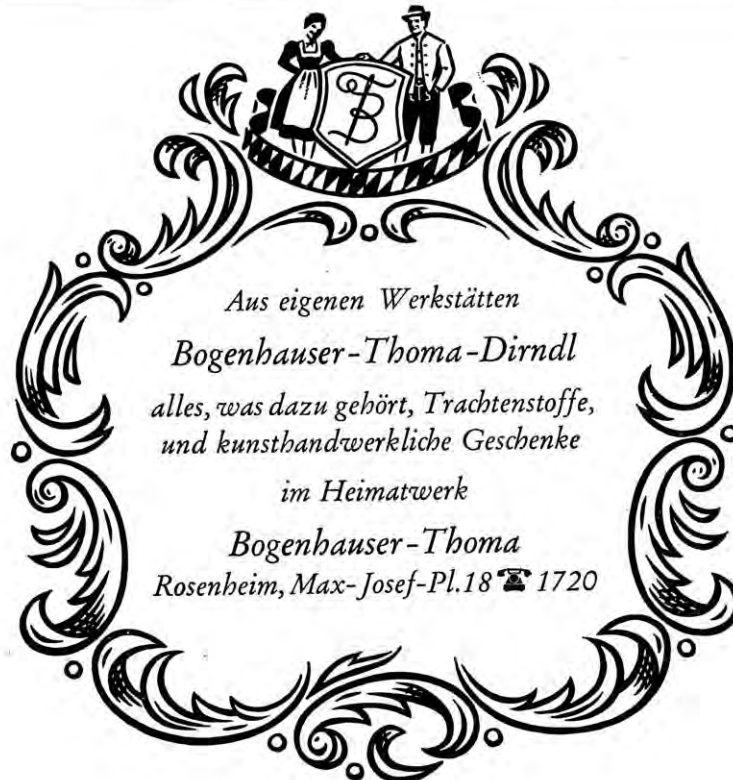 Aus eigenen Werkstätten
Bogenhauser-Thoma-Dirndl
alles, was dazu gehört, Trachtenstoffe,
und kunsthandwerkliche Geschenke
im Heimatwerk
Bogenhauser-Thoma
Rosenheim, Max-Josef-Pl.18 ☎ 1720